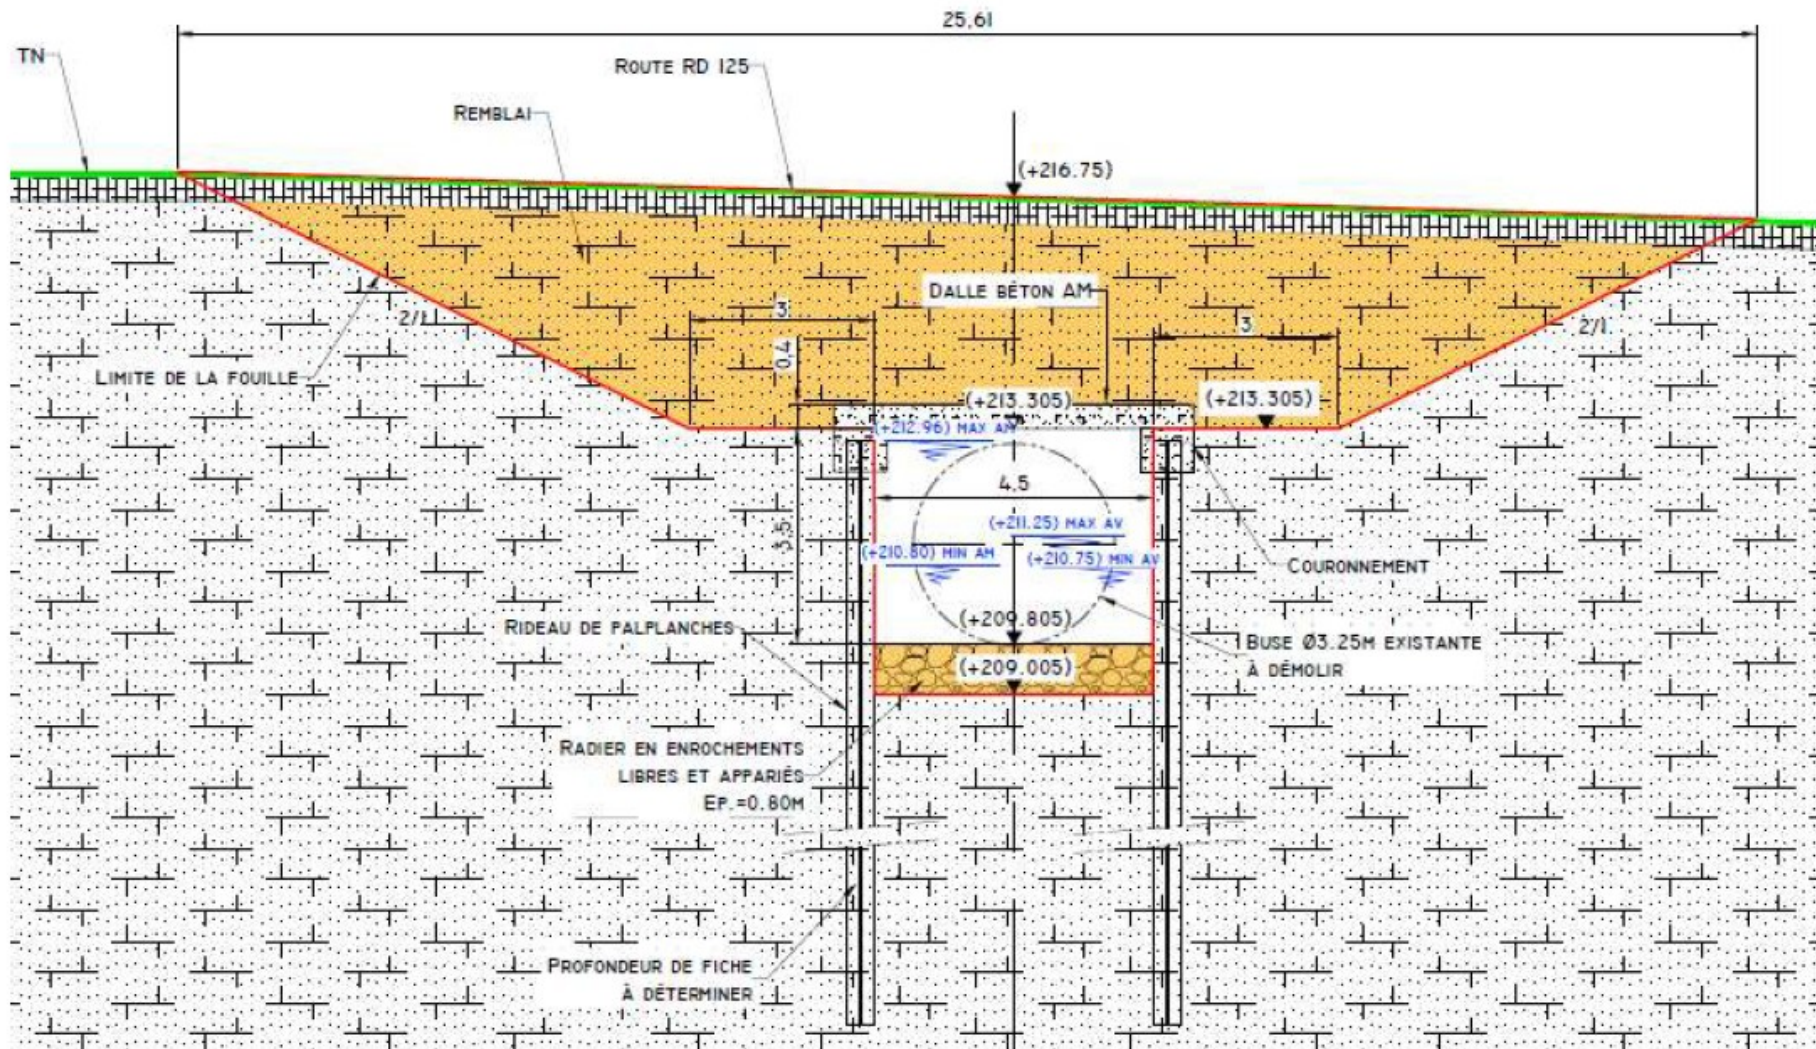 25,61
TN
ROUTE RD 125
REMBLAI
(+216.75)
DALLE BÉTON AM
3
3
2/1
2/1
0,4
LIMITE DE LA FOUILLE
(+213.305)
(+213.305)
(+212.96) MAX AM
4,5
(+211.25) MAX AV
3,5
(+210.80) MIN AM
(+210.75) MIN AV
COURONNEMENT
(+209.805)
RIDEAU DE PALPLANCHES
BUSE Ø3.25M EXISTANTE
À DÉMOLIR
(+209.005)
RADIER EN ENROCHEMENTS
LIBRES ET APPARIÉS
EP.=0.80M
PROFONDEUR DE FICHE
À DÉTERMINER